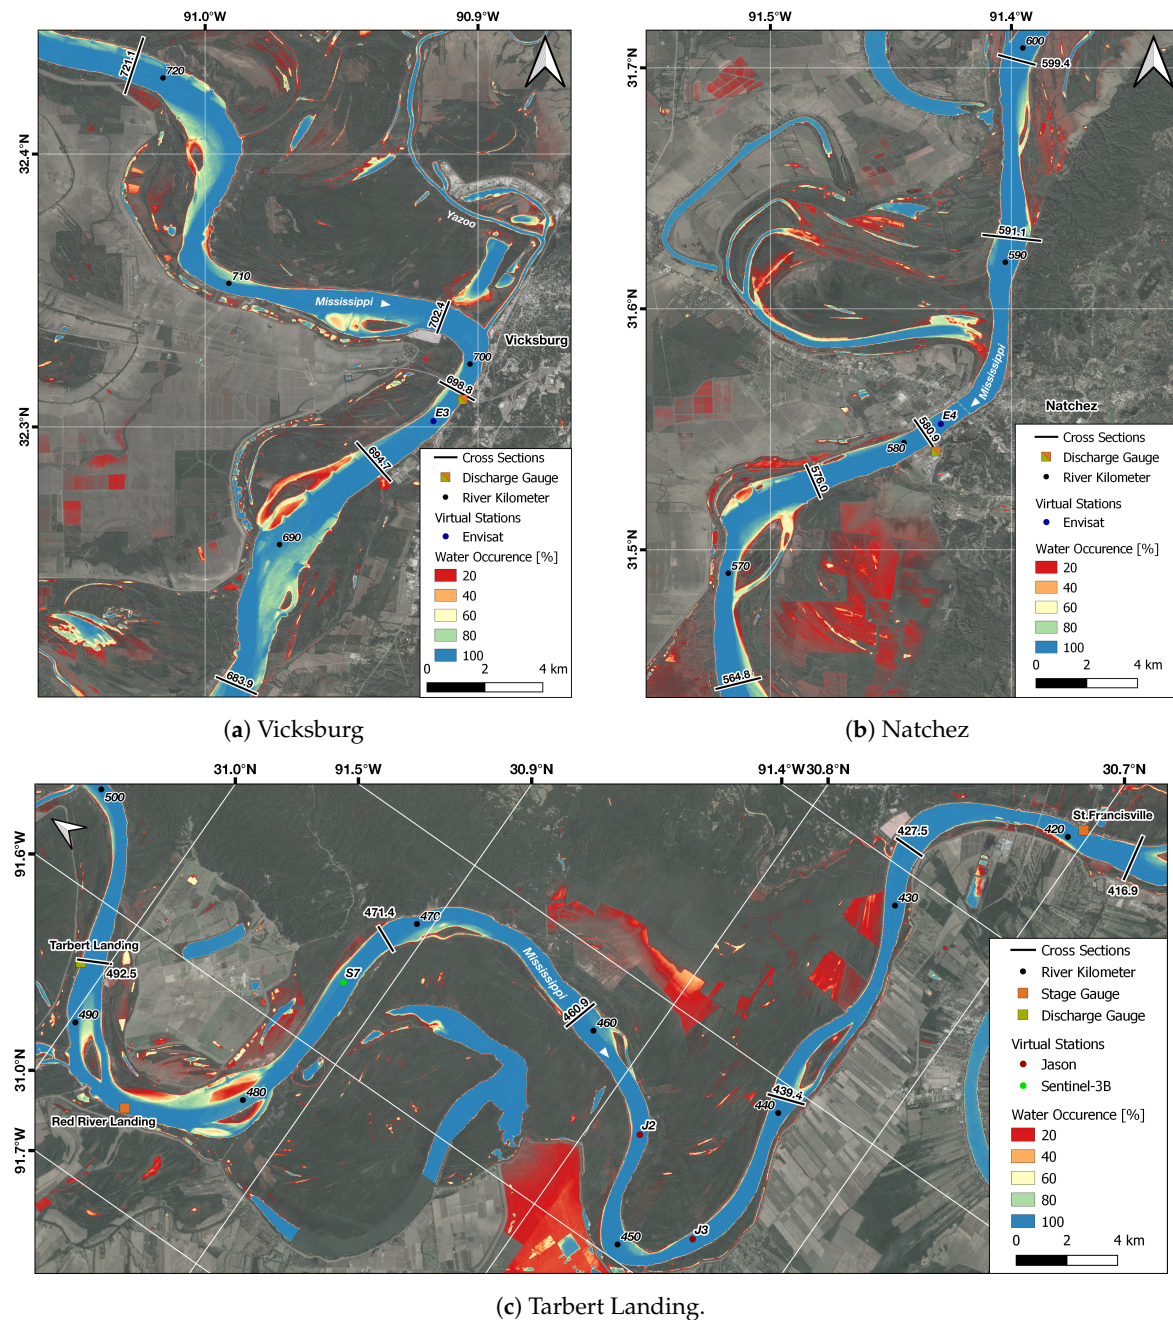 91.0°W 90.9°W
32.4°N
32.3°N
721.1
720
710
Mississippi
702.4
Yazoo
Vicksburg
700
698.8
E3
694.7
690
683.9
Cross Sections
Discharge Gauge
River Kilometer
Virtual Stations
Envisat
Water Occurence [%]
20
40
60
80
100
0 2 4 km
(a) Vicksburg
91.5°W 91.4°W
31.7°N
31.6°N
31.5°N
600
599.4
591.1
590
Mississippi
Natchez
E4
580.9
580
576.0
570
564.8
Cross Sections
Discharge Gauge
River Kilometer
Virtual Stations
Envisat
Water Occurence [%]
20
40
60
80
100
0 2 4 km
(b) Natchez
31.0°N 91.5°W 30.9°N 91.4°W 30.8°N 30.7°N
91.6°W
31.0°N
91.7°W
500
Tarbert Landing
492.5
490
Red River Landing
480
S7
471.4
470
Mississippi
460.9
460
J2
450
J3
440
439.4
430
427.5
420
St.Francisville
416.9
Cross Sections
River Kilometer
Stage Gauge
Discharge Gauge
Virtual Stations
Jason
Sentinel-3B
Water Occurence [%]
20
40
60
80
100
0 2 4 km
(c) Tarbert Landing.